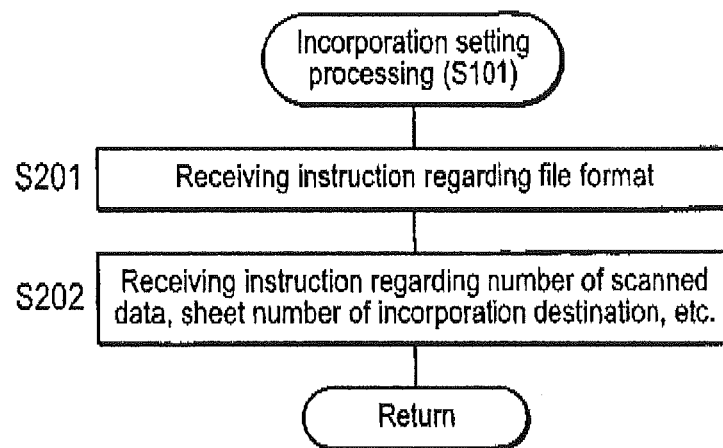 Incorporation setting
processing (S101)
S201
Receiving instruction regarding file format
S202
Receiving instruction regarding number of scanned
data, sheet number of incorporation destination, etc.
Return